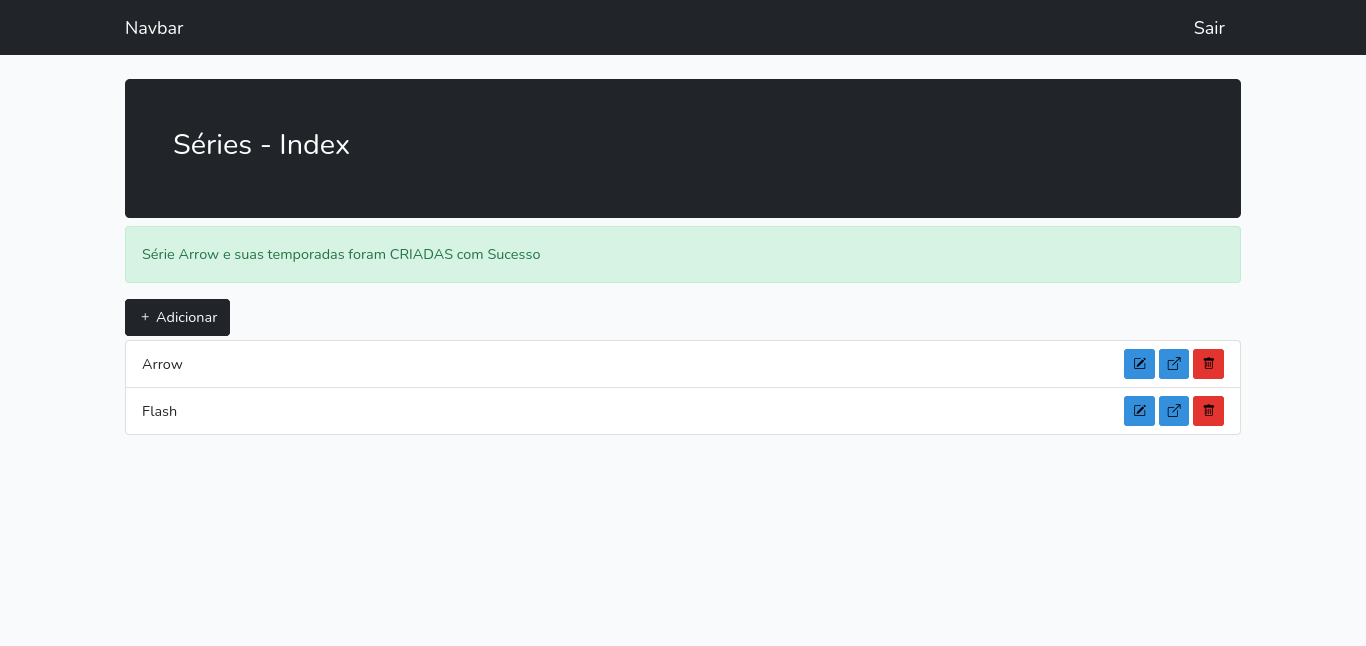 Navbar
Sair
Séries - Index
Série Arrow e suas temporadas foram CRIADAS com Sucesso
+ Adicionar
Arrow
Flash